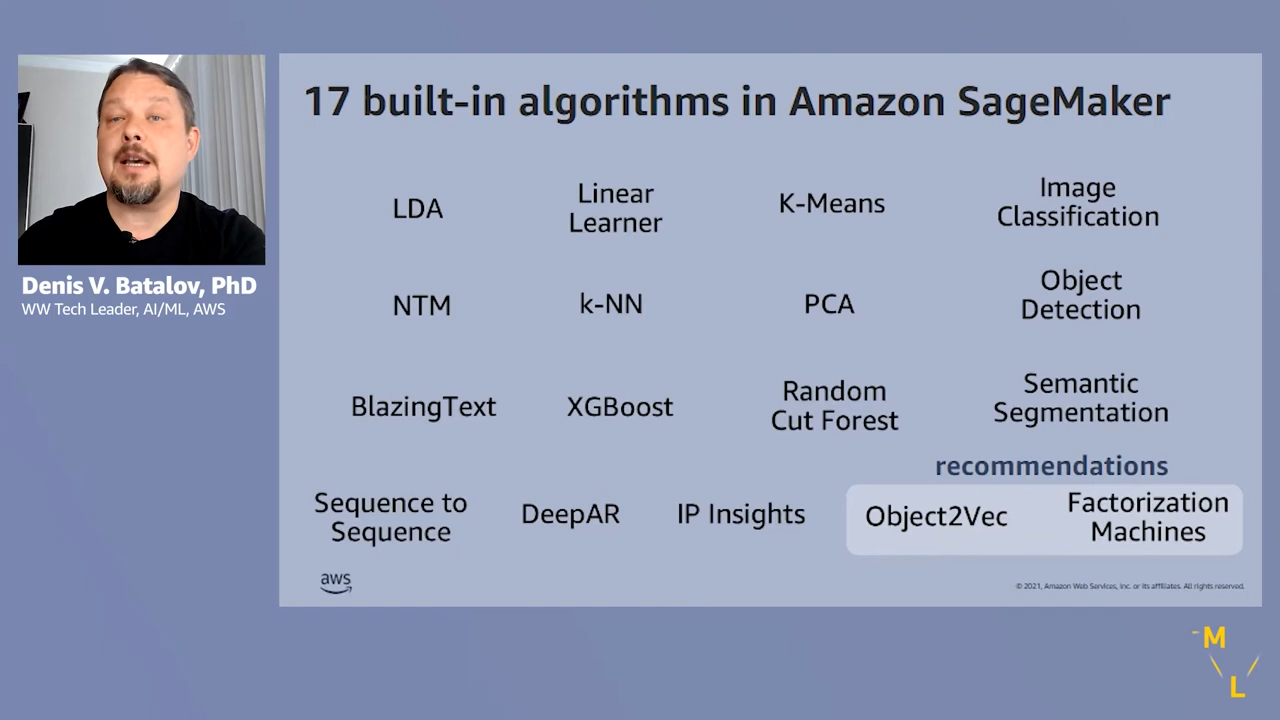 17 built-in algorithms in Amazon SageMaker
Denis V. Batalov, PhD
WW Tech Leader, AI/ML, AWS
LDA
Linear
Learner
K-Means
Image
Classification
NTM
k-NN
PCA
Object
Detection
BlazingText
XGBoost
Random
Cut Forest
Semantic
Segmentation
recommendations
Sequence to
Sequence
DeepAR
IP Insights
Object2Vec
Factorization
Machines
aws
© 2021, Amazon Web Services, Inc. or its affiliates. All rights reserved.
M
L